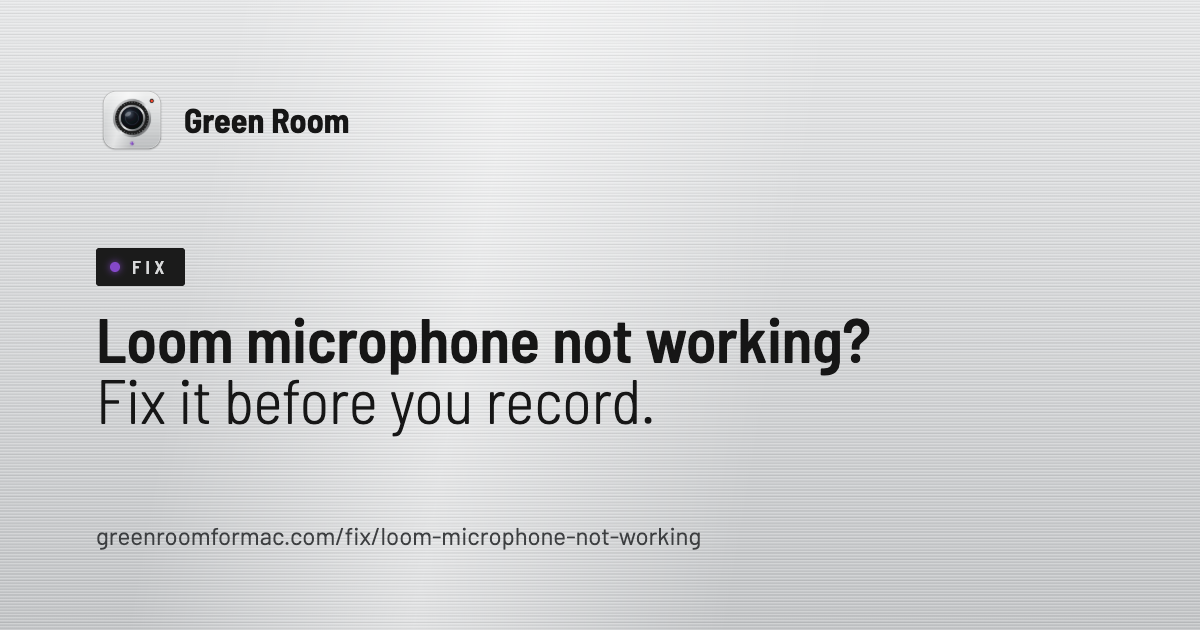 Green Room
FIX
Loom microphone not working?
Fix it before you record.
greenroomformac.com/fix/loom-microphone-not-working